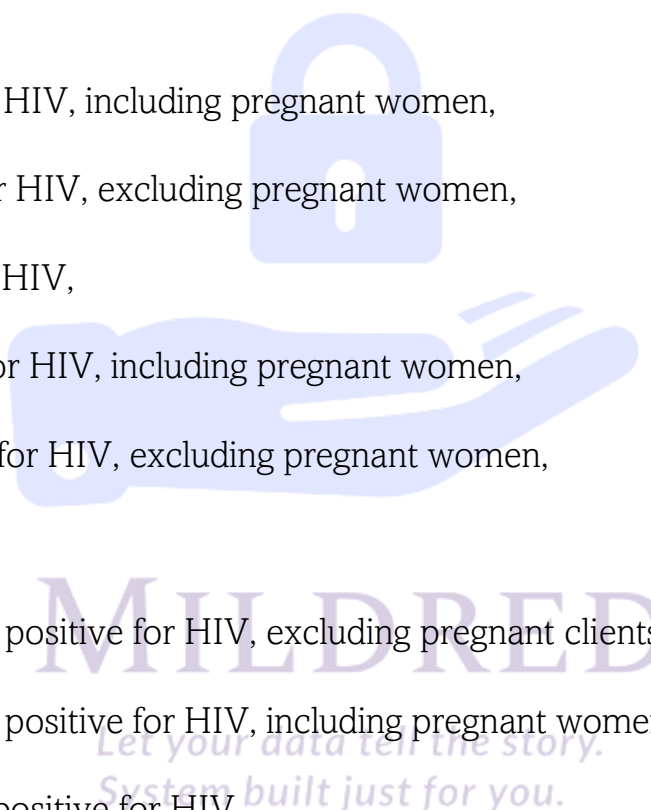 HIV, including pregnant women,
r HIV, excluding pregnant women,
HIV,
or HIV, including pregnant women,
for HIV, excluding pregnant women,
MILDRED
positive for HIV, excluding pregnant clients
positive for HIV, including pregnant women
Let your data tell the story.
positive for HIV
System built just for you.